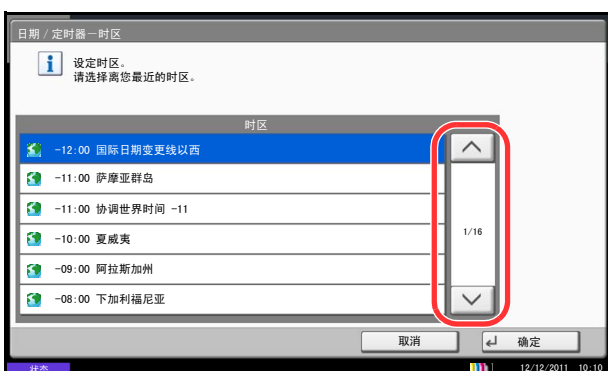 日期 / 定时器－时区
设定时区。
请选择离您最近的时区。
时区
-12:00 国际日期变更线以西
-11:00 萨摩亚群岛
-11:00 协调世界时间 -11
-10:00 夏威夷
-09:00 阿拉斯加州
-08:00 下加利福尼亚
1/16
取消
确定
状态
12/12/2011 10:10